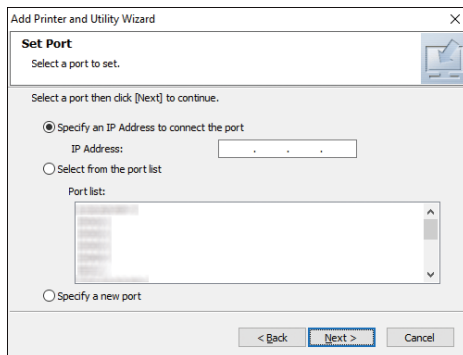 Add Printer and Utility Wizard
Set Port
Select a port to set.
Select a port then click [Next] to continue.
Specify an IP Address to connect the port
IP Address: . . .
Select from the port list
Port list:
Specify a new port
< Back Next > Cancel